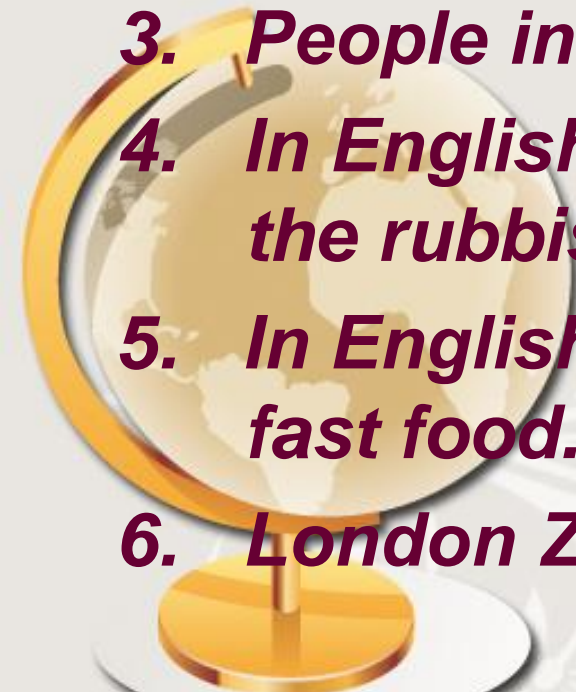 3. People in
4. In English
the rubbis
5. In English
fast food.
6. London Z